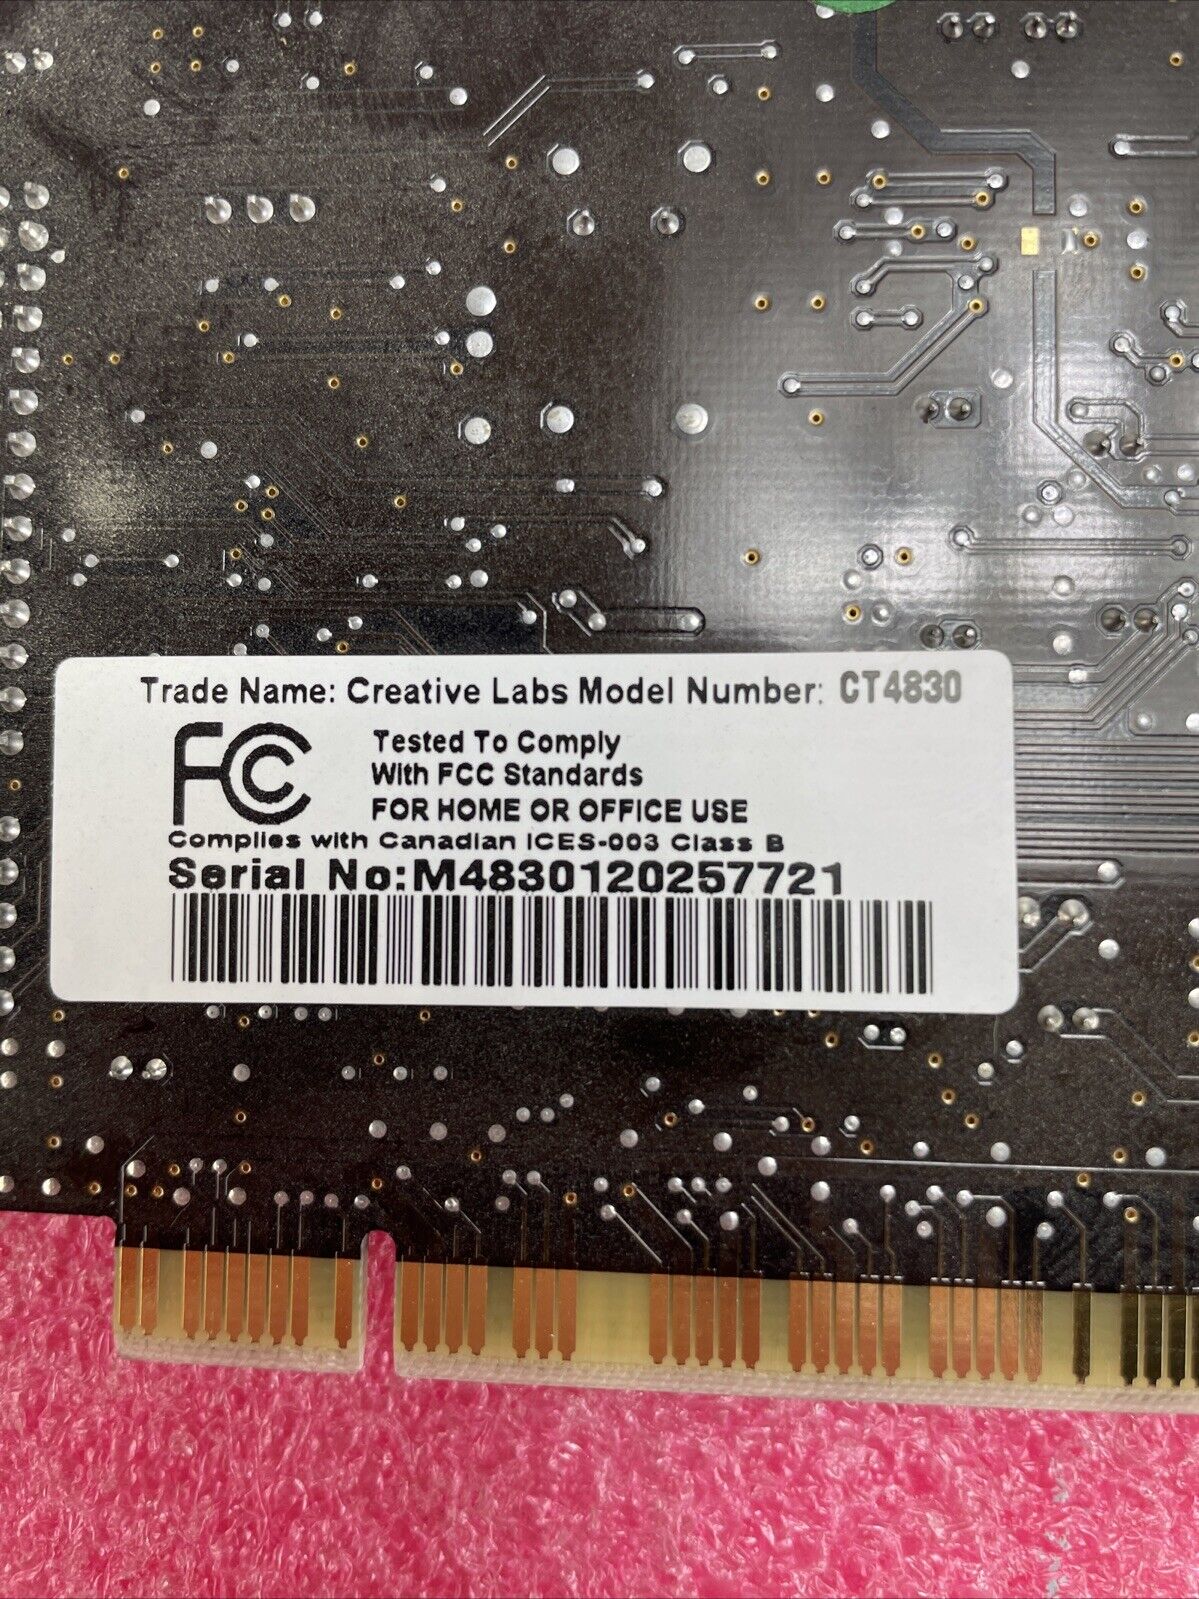 Trade Name: Creative Labs Model Number: CT4830
FC
Tested To Comply
With FCC Standards
FOR HOME OR OFFICE USE
Complies with Canadian ICES-003 Class B
Serial No:M4830120257721